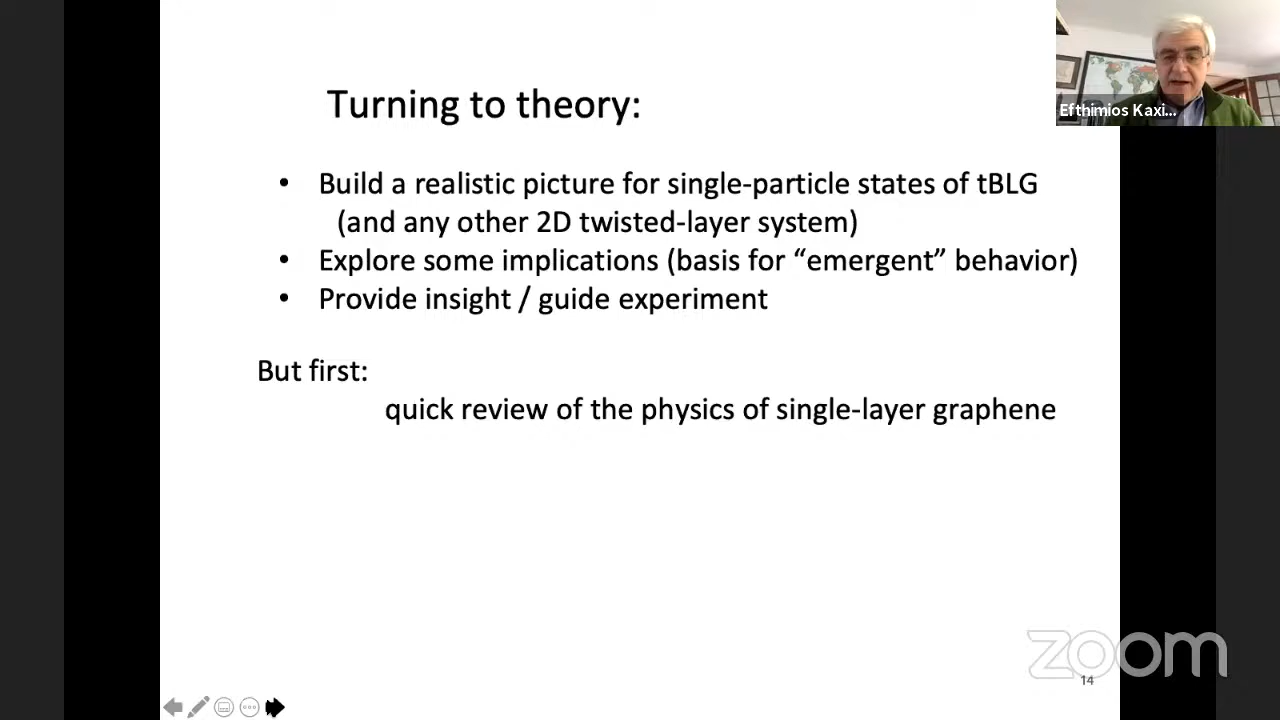 Turning to theory:
• Build a realistic picture for single-particle states of tBLG
(and any other 2D twisted-layer system)
• Explore some implications (basis for “emergent” behavior)
• Provide insight / guide experiment
But first:
quick review of the physics of single-layer graphene
Efthimios Kaxi...
zoom
14